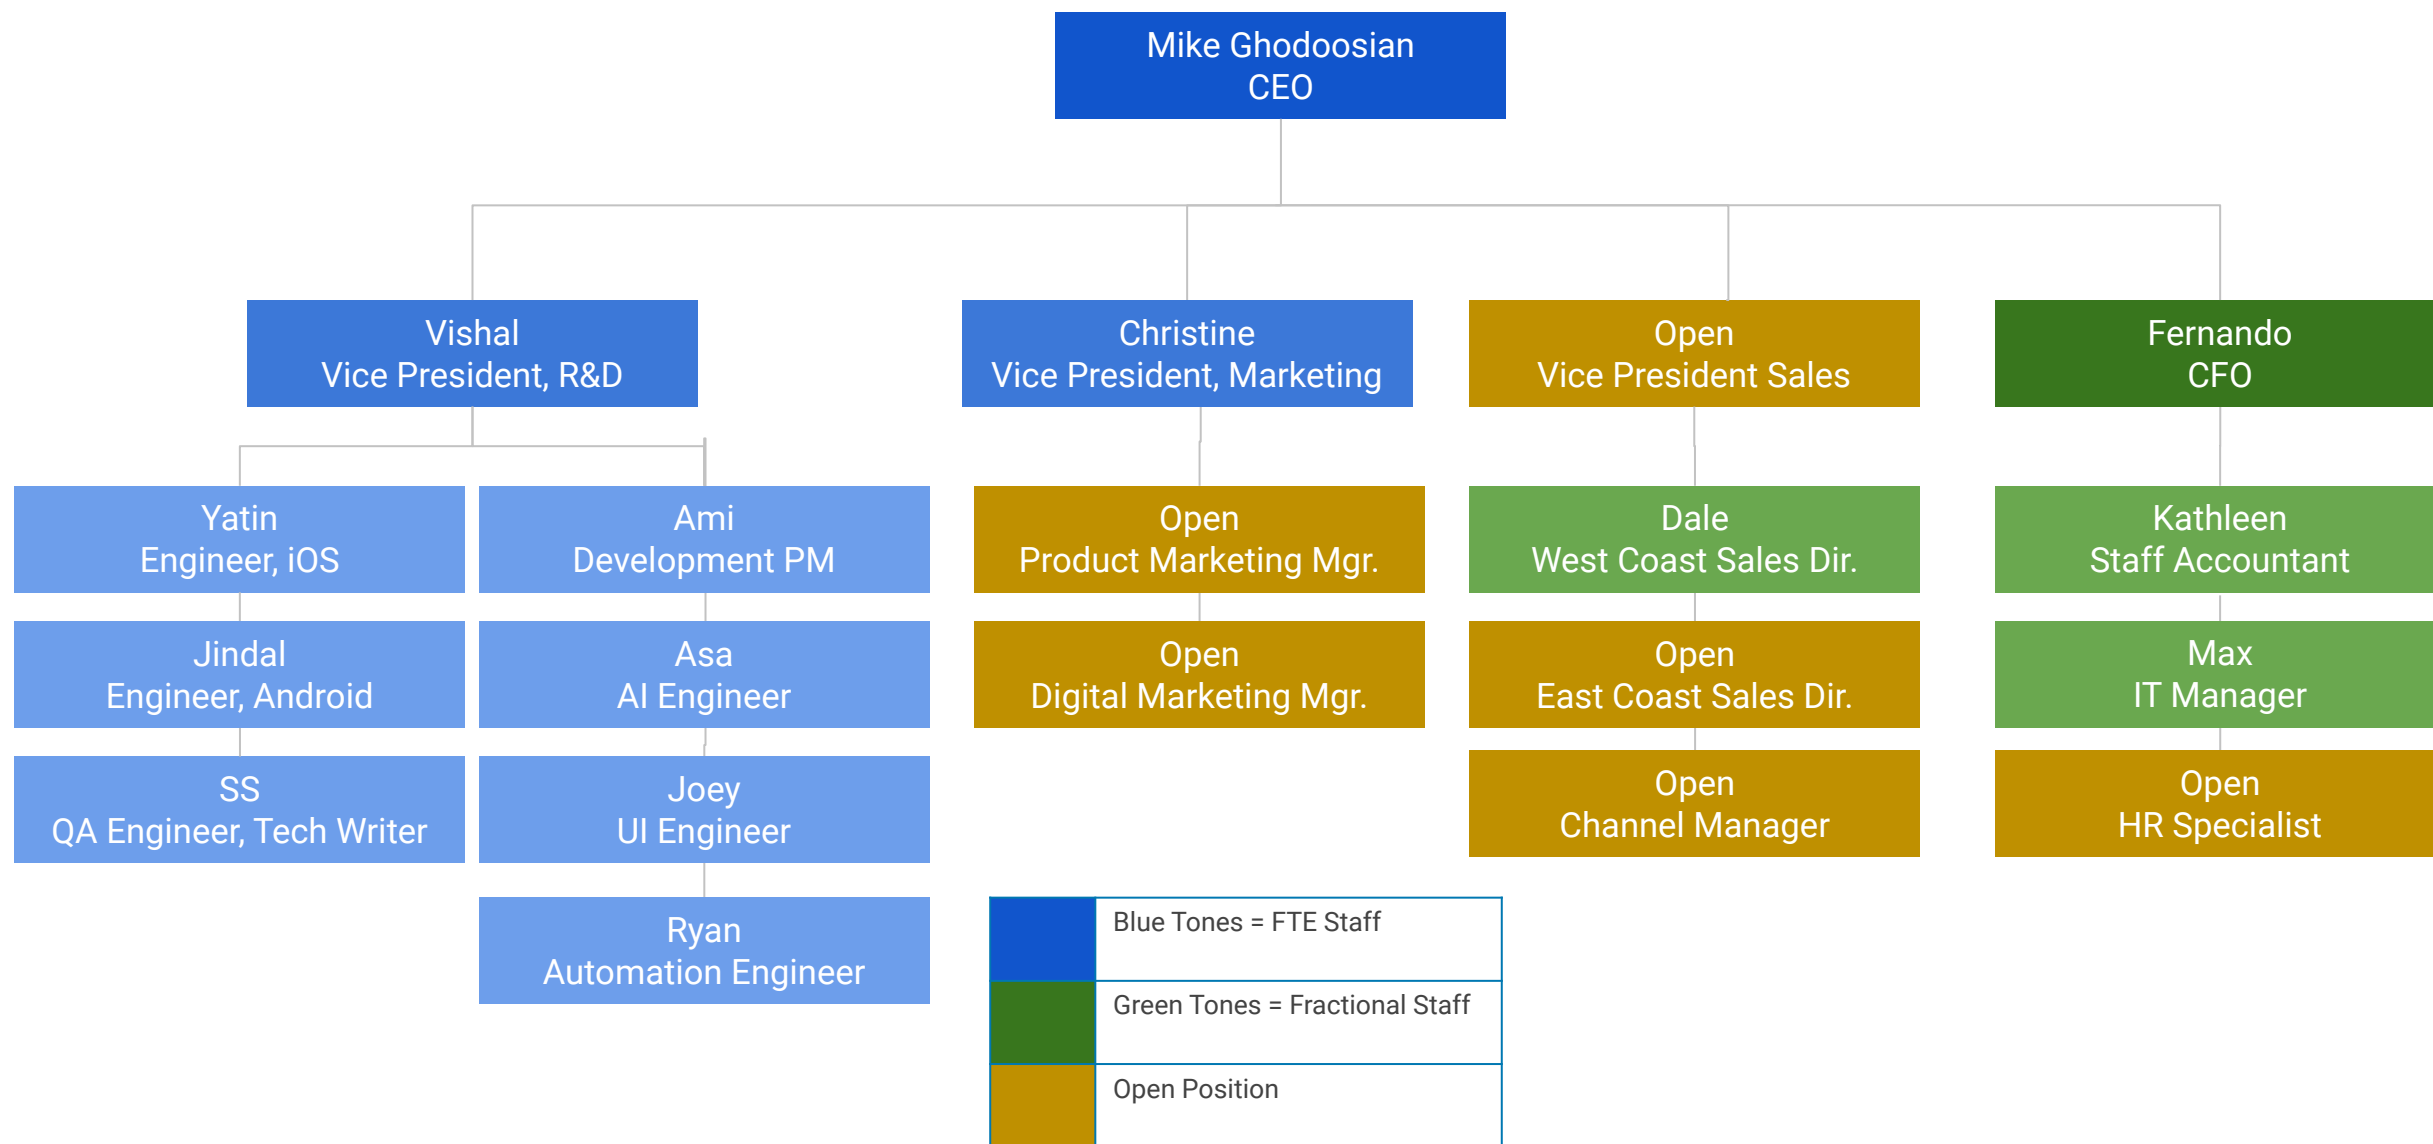 Mike Ghodoosian
CEO
Vishal
Vice President, R&D
Christine
Vice President, Marketing
Open
Vice President Sales
Fernando
CFO
Yatin
Engineer, iOS
Ami
Development PM
Open
Product Marketing Mgr.
Dale
West Coast Sales Dir.
Kathleen
Staff Accountant
Jindal
Engineer, Android
Asa
AI Engineer
Open
Digital Marketing Mgr.
Open
East Coast Sales Dir.
Max
IT Manager
SS
QA Engineer, Tech Writer
Joey
UI Engineer
Open
Channel Manager
Open
HR Specialist
Ryan
Automation Engineer
Blue Tones = FTE Staff
Green Tones = Fractional Staff
Open Position